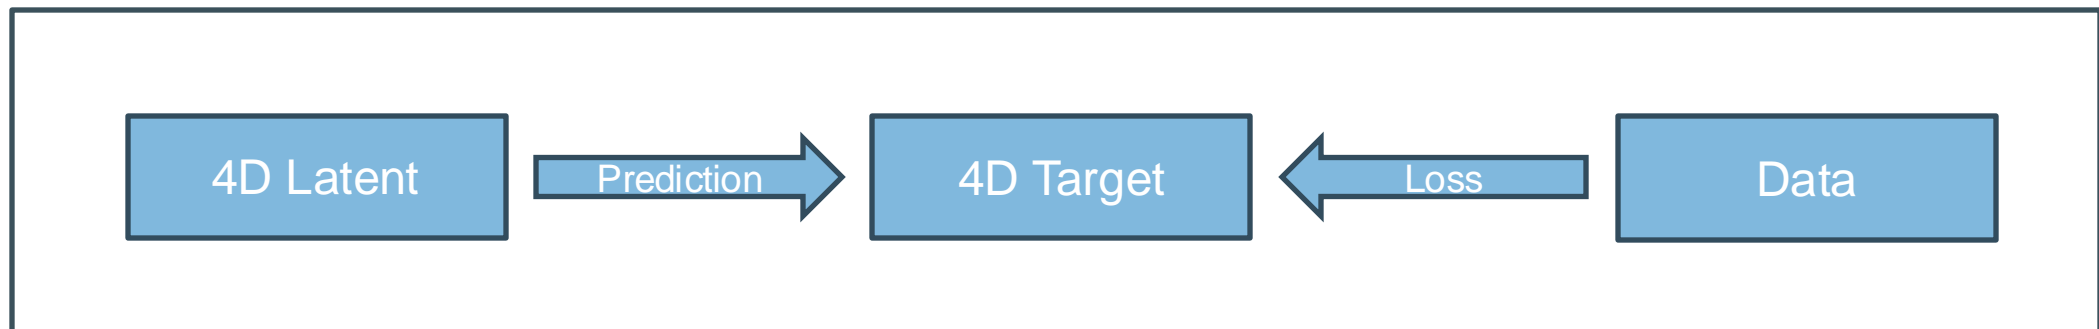 4D Latent
Prediction
4D Target
Loss
Data